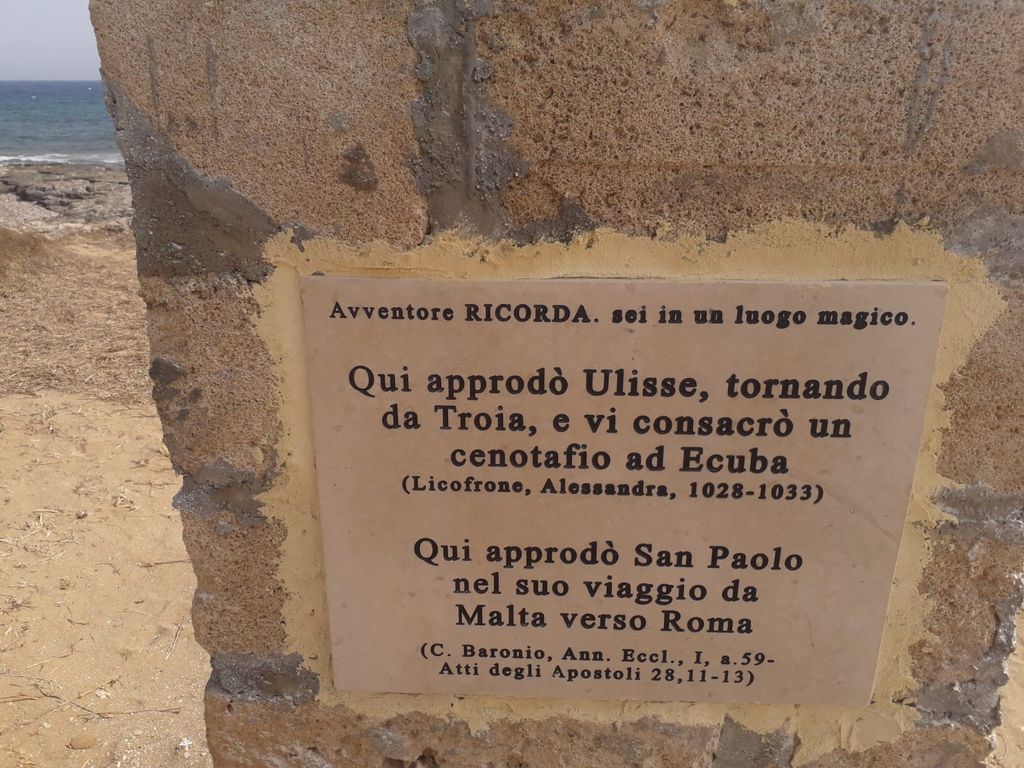 Avventore RICORDA. sei in un luogo magico.
Qui approdò Ulisse, tornando
da Troia, e vi consacrò un
cenotafio ad Ecuba
(Licofrone, Alessandra, 1028-1033)
Qui approdò San Paolo
nel suo viaggio da
Malta verso Roma
(C. Baronio, Ann. Eccl., I, a.59-
Atti degli Apostoli 28,11-13)